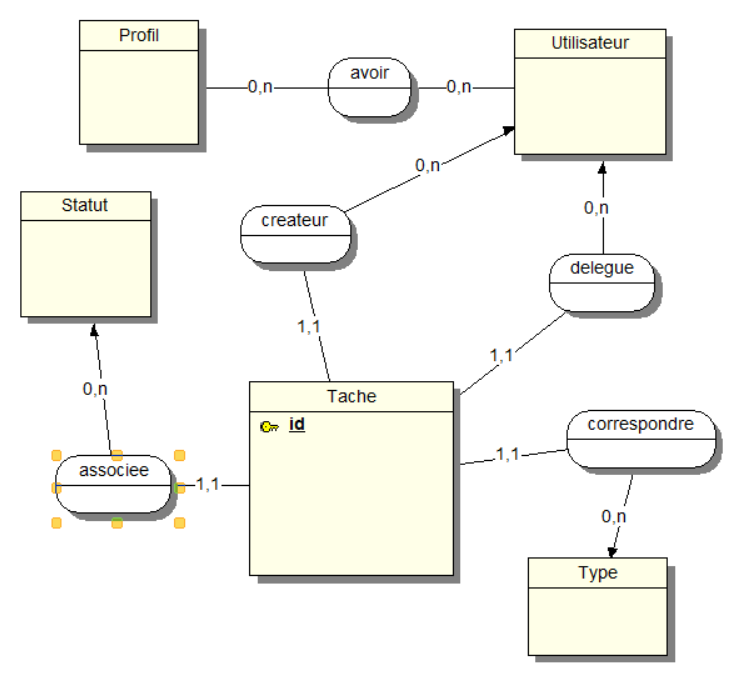 Profil
Utilisateur
avoir
0,n
0,n
0,n
Statut
createur
0,n
delegue
1,1
1,1
0,n
Tache
id
correspondre
associee
1,1
1,1
0,n
Type